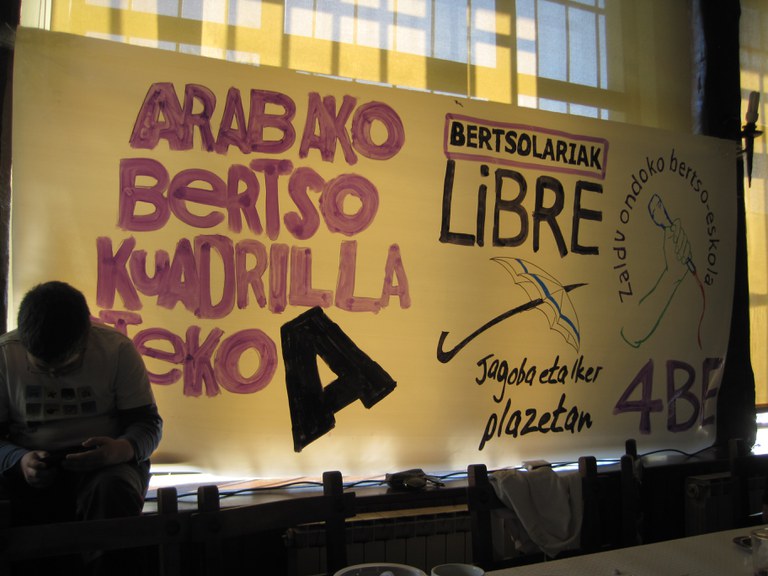 ARABAKO
BeRTSO
KuADRILLA
TeKO A
BERTSOLARIAK
LiBRE
Jagoba eta Iker
plazetan
zaldu ondoko bertso-eskola
4BE